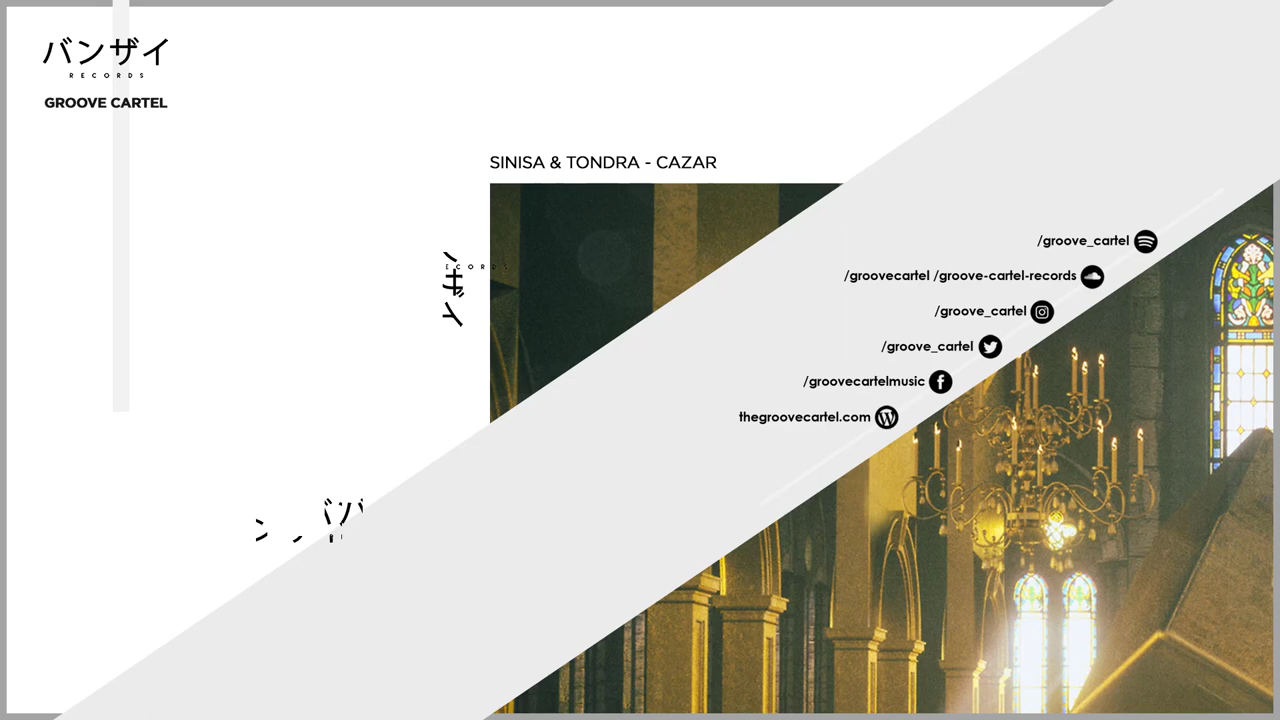 バンザイ
RECORDS
GROOVE CARTEL
SINISA & TONDRA - CAZAR
/groove_cartel
/groovecartel /groove-cartel-records
/groove_cartel
/groove_cartel
/groovecartelmusic
thegroovecartel.com